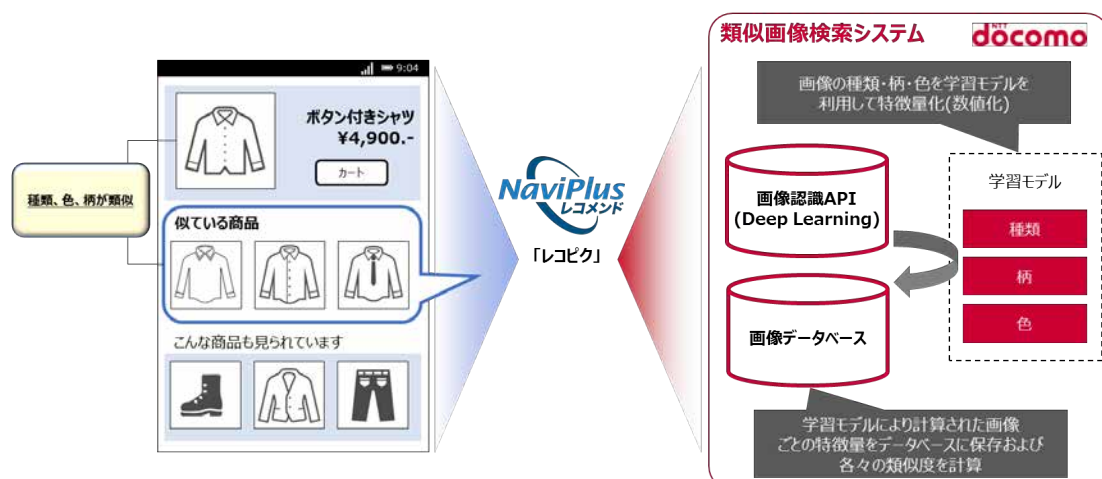 9:04
ボタン付きシャツ
¥4,900.-
カート
種類、色、柄が類似
似ている商品
こんな商品も見られています
NaviPlus
レコメンド
「レコピク」
類似画像検索システム
NTT
döcomo
画像の種類・柄・色を学習モデルを
利用して特徴量化(数値化)
画像認識API
(Deep Learning)
学習モデル
種類
柄
色
画像データベース
学習モデルにより計算された画像
ごとの特徴量をデータベースに保存および
各々の類似度を計算